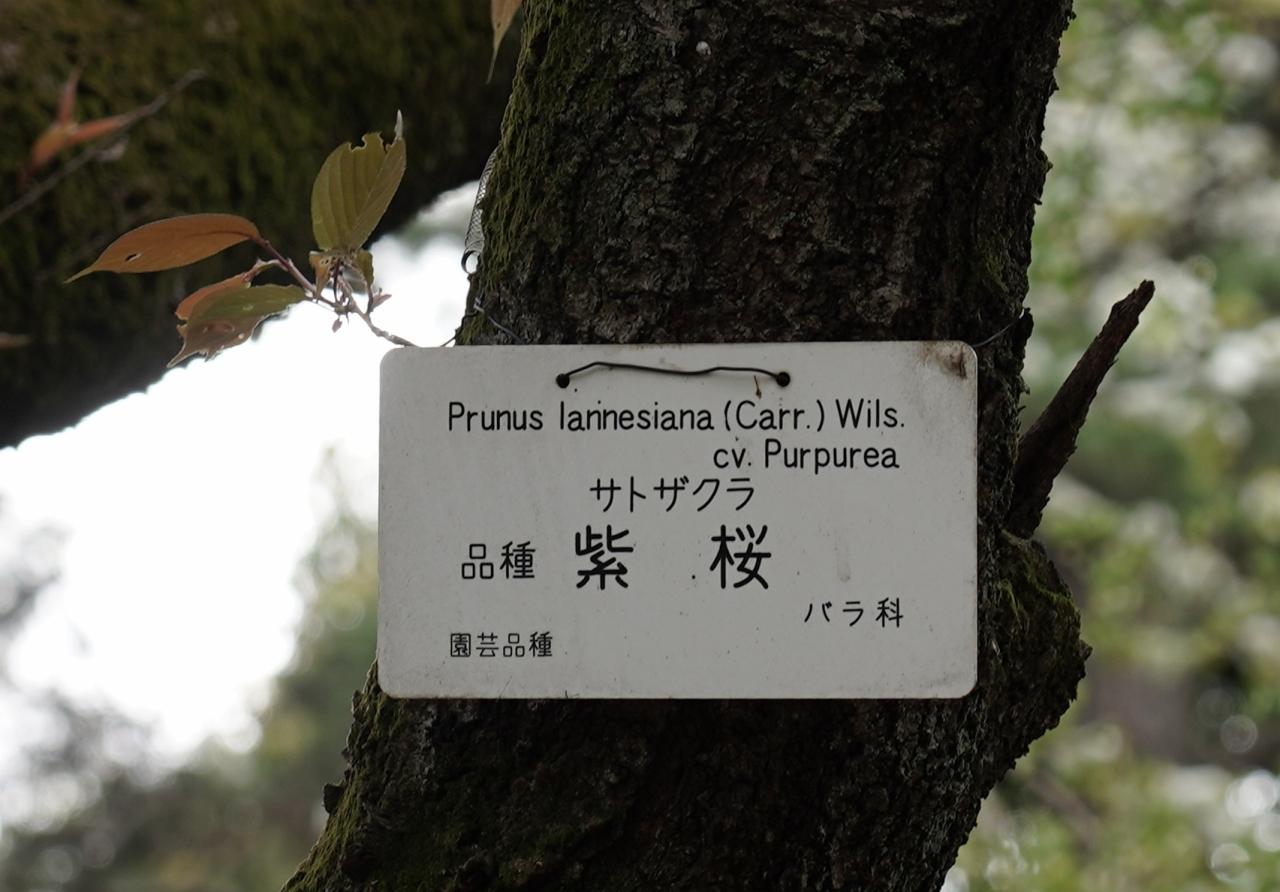 Prunus lannesiana (Carr.) Wils.
cv. Purpurea
サトザクラ
品種 紫 桜
バラ科
園芸品種